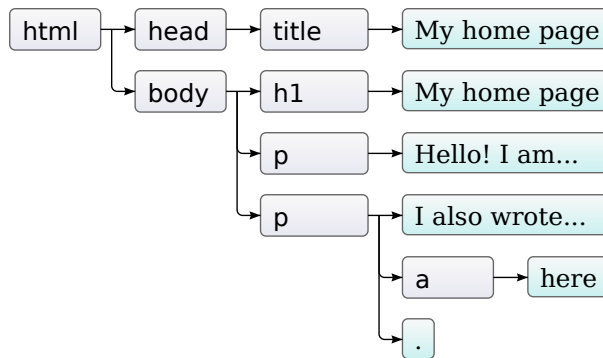 html head title My home page
body h1 My home page
p Hello! I am...
p I also wrote...
a here
.